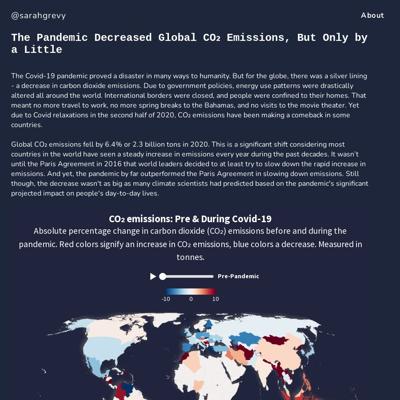 @sarahgrevy
About
The Pandemic Decreased Global CO₂ Emissions, But Only by
a Little
The Covid-19 pandemic proved a disaster in many ways to humanity. But for the globe, there was a silver lining
- a decrease in carbon dioxide emissions. Due to government policies, energy use patterns were drastically
altered all around the world. International borders were closed, and people were confined to their homes. That
meant no more travel to work, no more spring breaks to the Bahamas, and no visits to the movie theater. Yet
due to Covid relaxations in the second half of 2020, CO₂ emissions have been making a comeback in some
countries.
Global CO₂ emissions fell by 6.4% or 2.3 billion tons in 2020. This is a significant shift considering most
countries in the world have seen a steady increase in emissions every year during the past decades. It wasn't
until the Paris Agreement in 2016 that world leaders decided to at least try to slow down the rapid increase in
emissions. And yet, the pandemic by far outperformed the Paris Agreement in slowing down emissions. Still
though, the decrease wasn't as big as many climate scientists had predicted based on the pandemic's significant
projected impact on people's day-to-day lives.
CO₂ emissions: Pre & During Covid-19
Absolute percentage change in carbon dioxide (CO₂) emissions before and during the
pandemic. Red colors signify an increase in CO₂ emissions, blue colors a decrease. Measured in
tonnes.
Pre-Pandemic
-10 0 10